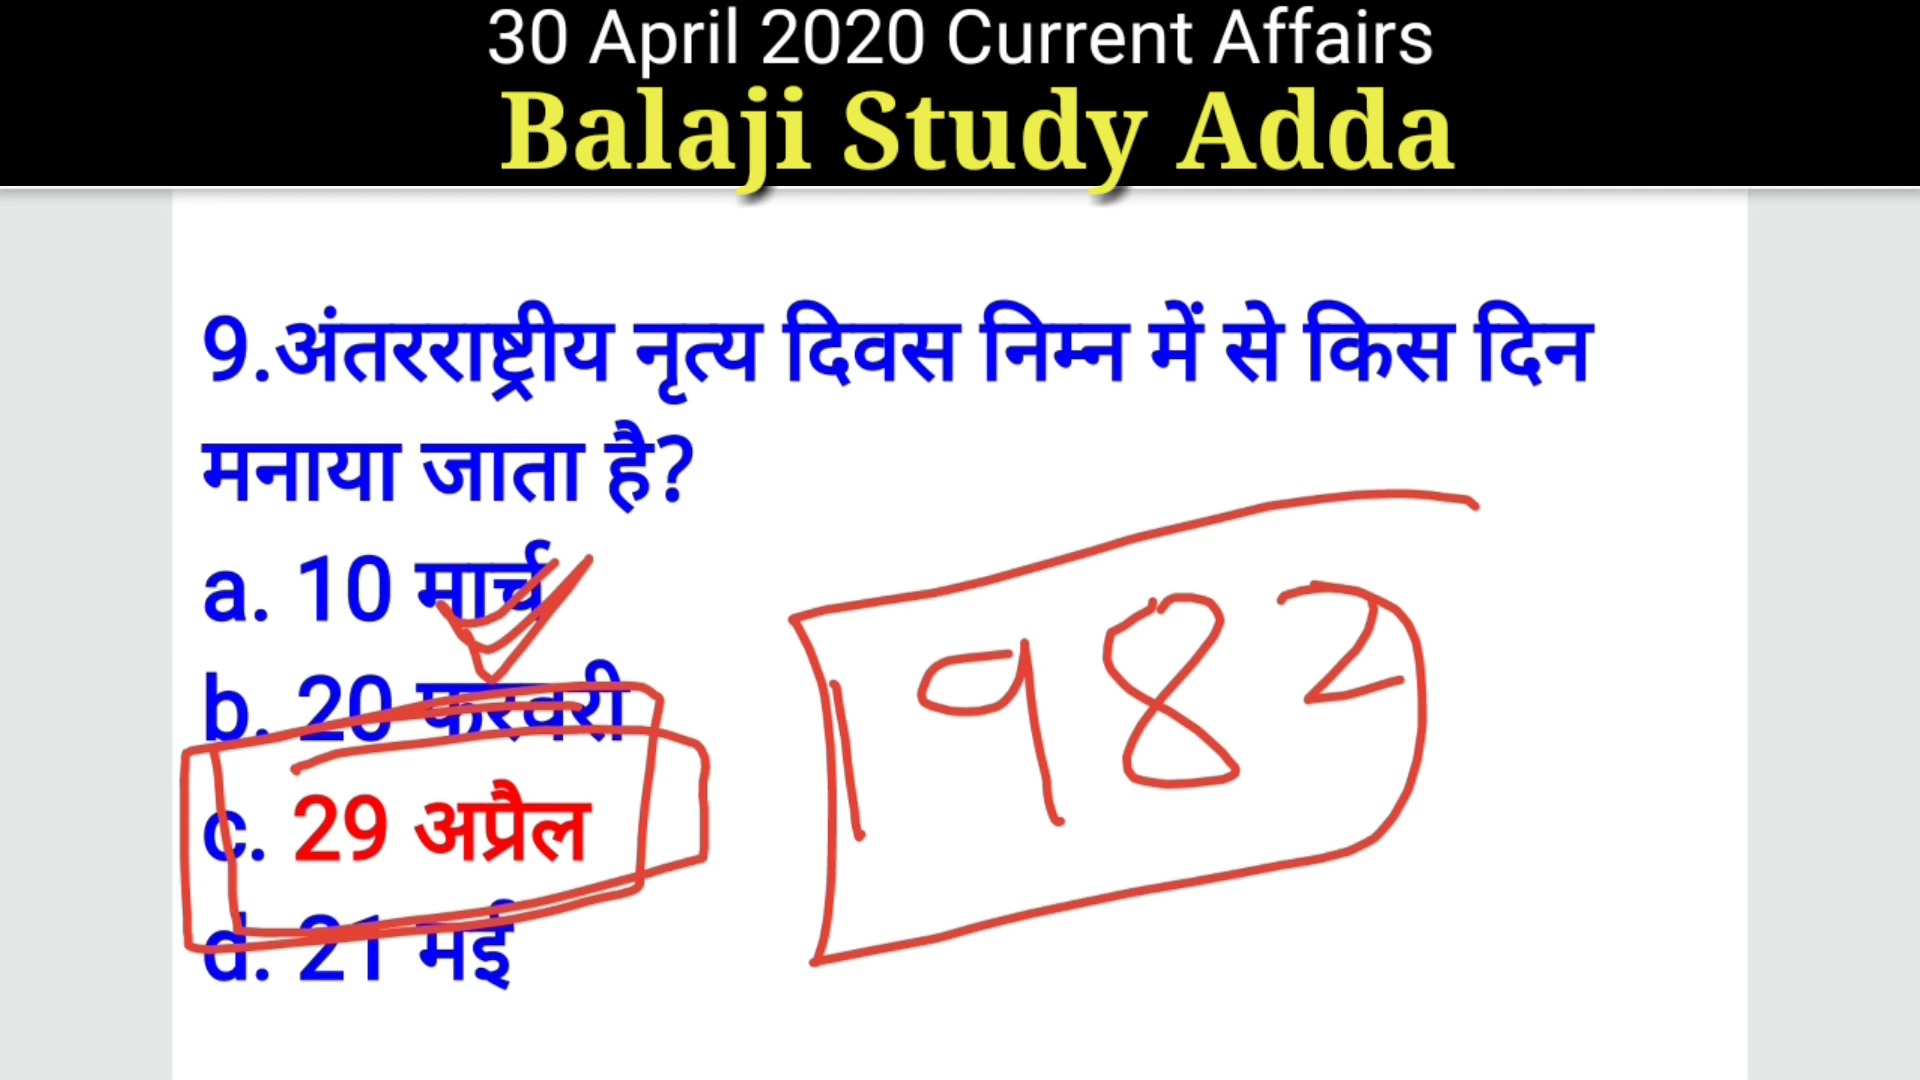 30 April 2020 Current Affairs
Balaji Study Adda
9.अंतरराष्ट्रीय नृत्य दिवस निम्न में से किस दिन
मनाया जाता है?
a. 10 मार्च
b. 20 फरवरी
c. 29 अप्रैल
d. 21 मई
1982